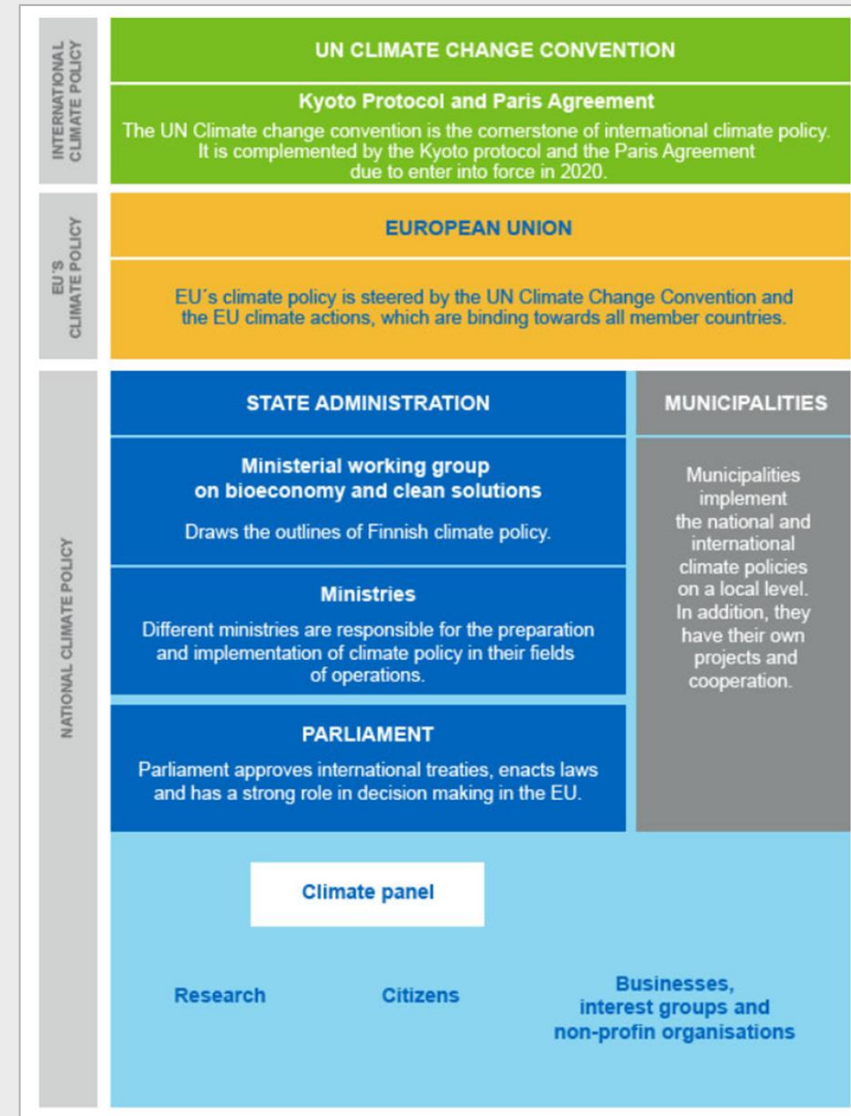 INTERNATIONAL
CLIMATE POLICY
UN CLIMATE CHANGE CONVENTION
Kyoto Protocol and Paris Agreement
The UN Climate change convention is the cornerstone of international climate policy.
It is complemented by the Kyoto protocol and the Paris Agreement
due to enter into force in 2020.
EU´S
CLIMATE POLICY
EUROPEAN UNION
EU´s climate policy is steered by the UN Climate Change Convention and
the EU climate actions, which are binding towards all member countries.
NATIONAL CLIMATE POLICY
STATE ADMINISTRATION
Ministerial working group
on bioeconomy and clean solutions
Draws the outlines of Finnish climate policy.
Ministries
Different ministries are responsible for the preparation
and implementation of climate policy in their fields
of operations.
PARLIAMENT
Parliament approves international treaties, enacts laws
and has a strong role in decision making in the EU.
MUNICIPALITIES
Municipalities
implement
the national and
international
climate policies
on a local level.
In addition, they
have their own
projects and
cooperation.
Climate panel
Research
Citizens
Businesses,
interest groups and
non-profin organisations